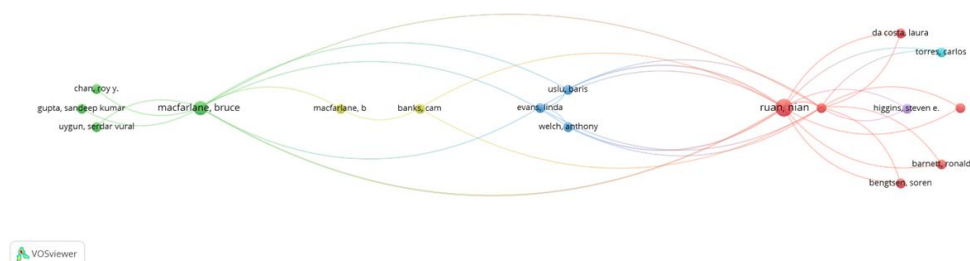 da costa, laura
torres, carlos
chan, roy y.
uslu, baris
gupta, sandeep kumar
macfarlane, bruce
macfarlane, b
banks, cam
evans, linda
ruan, nian
higgins, steven e.
uygun, serdar vural
welch, anthony
barnett, ronald
bengtsen, soren
VOSviewer